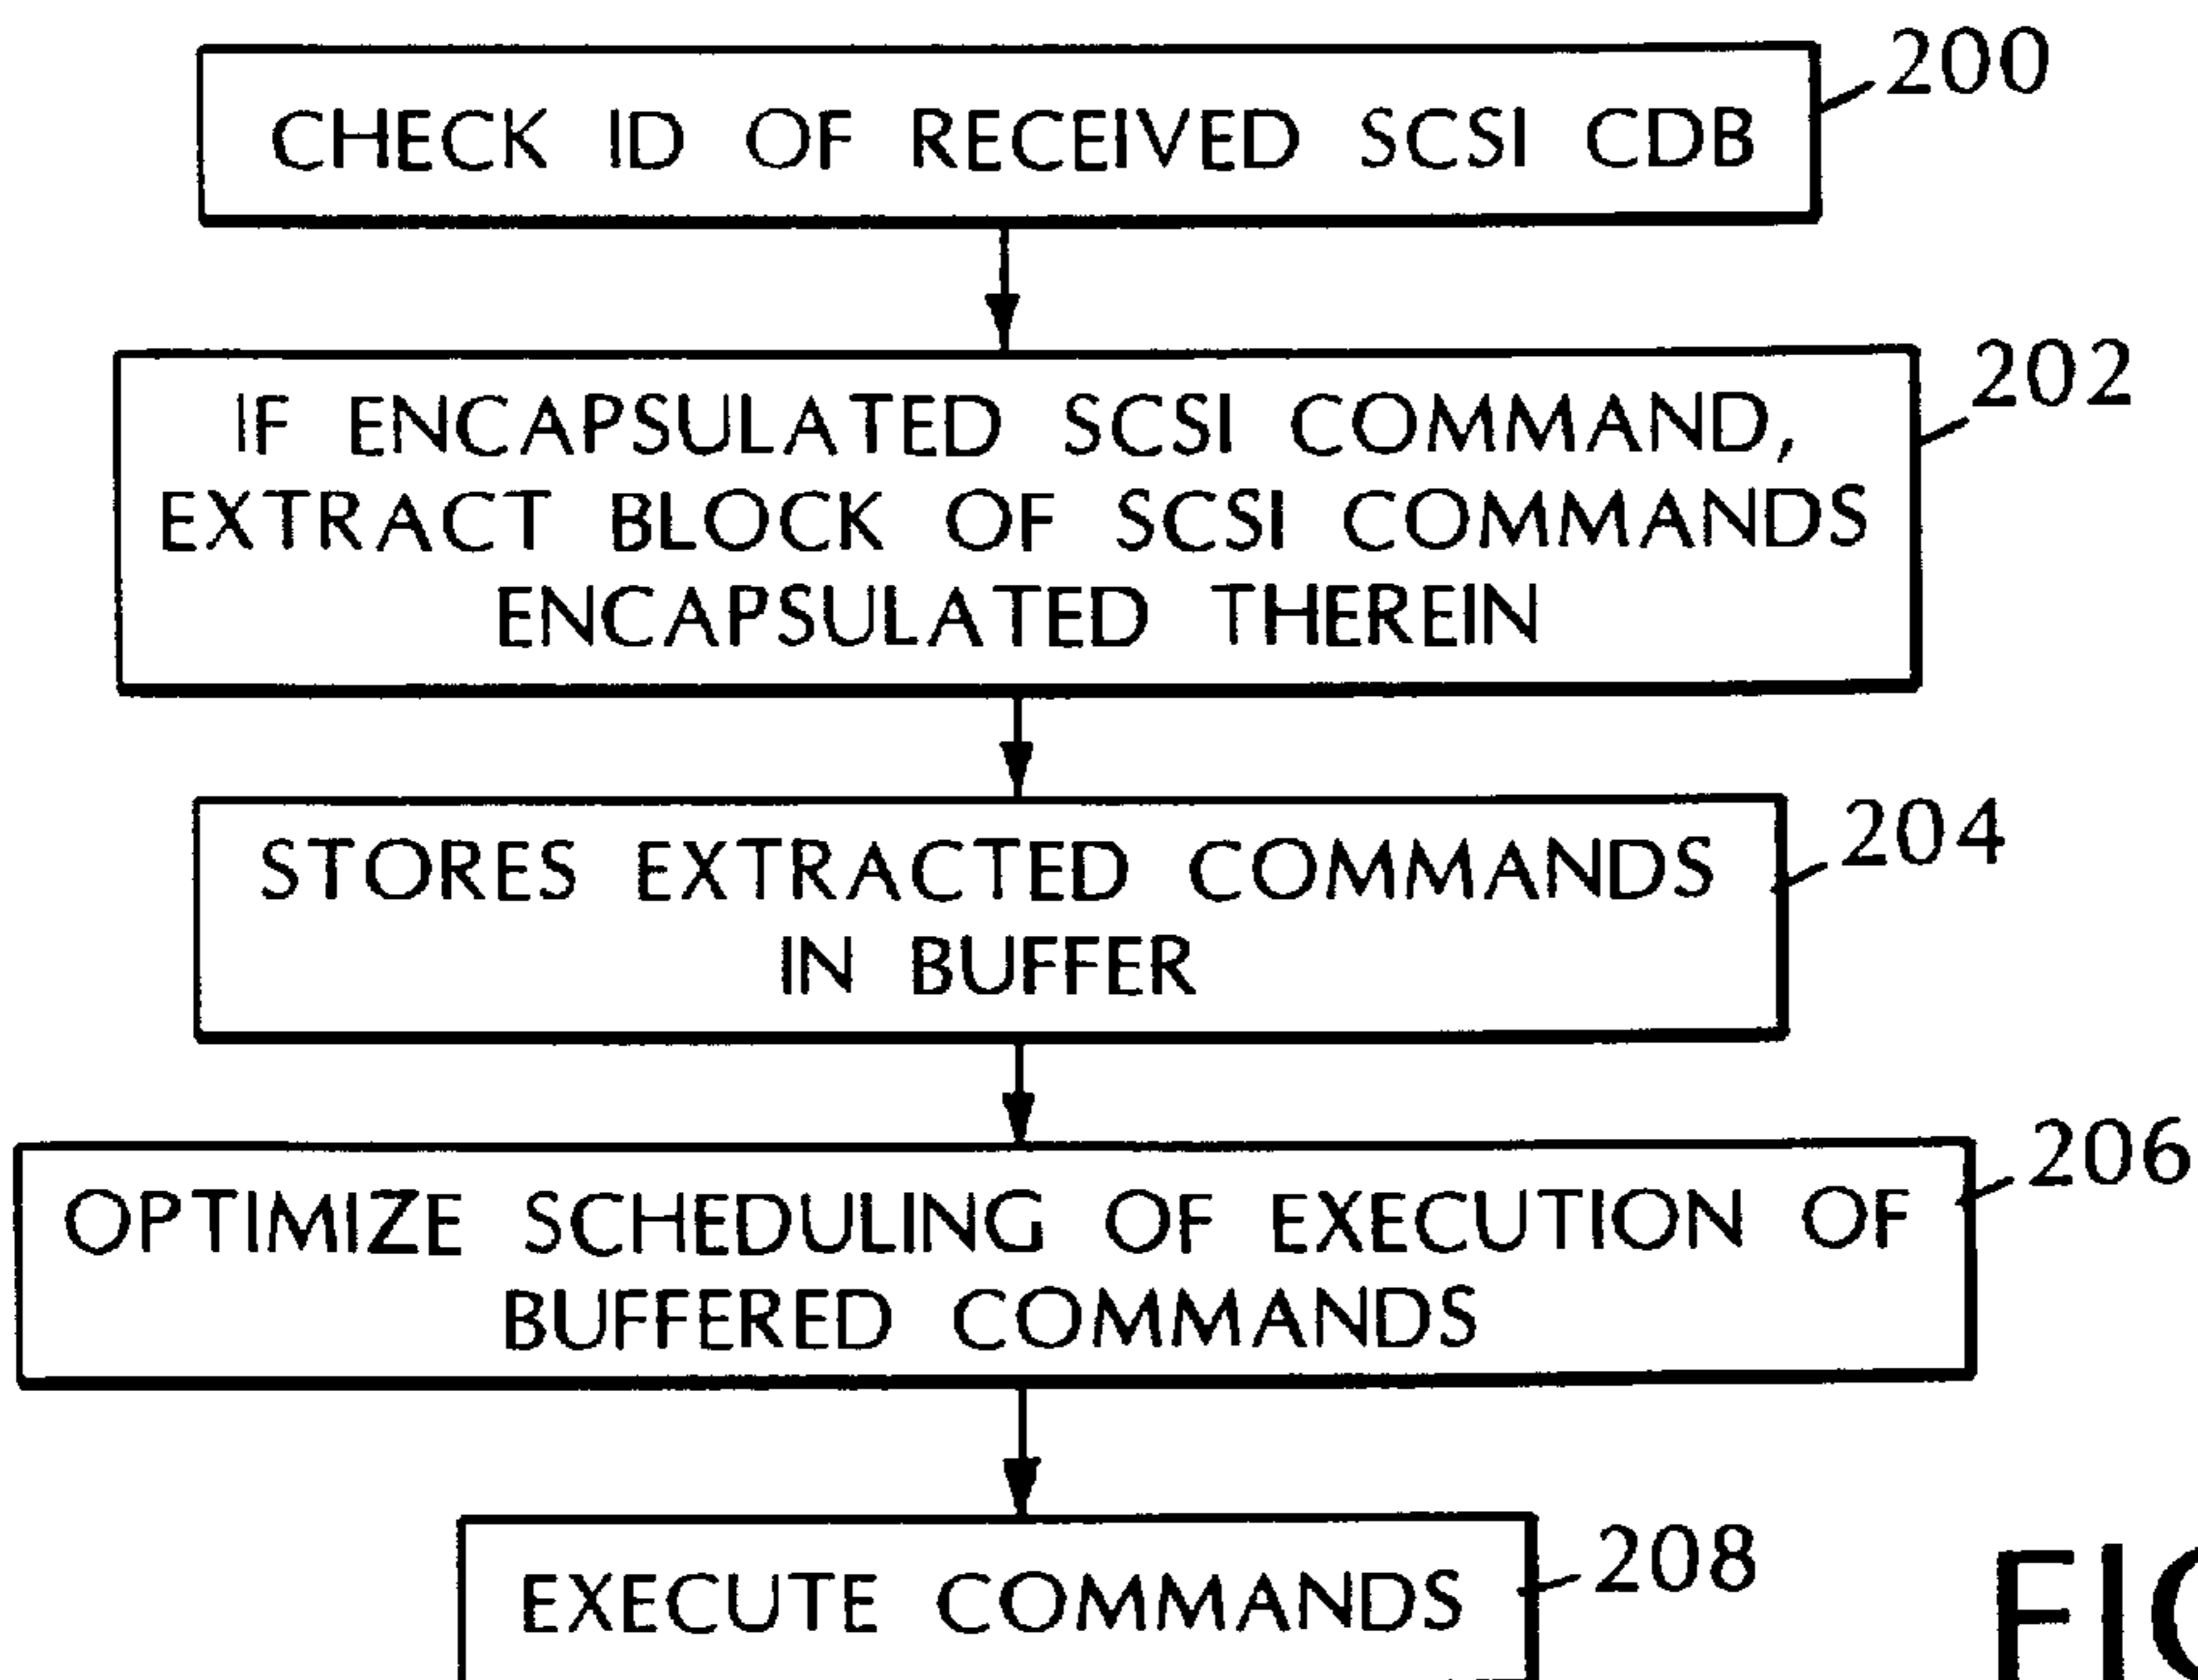 CHECK ID OF RECEIVED SCSI CDB
200
IF ENCAPSULATED SCSI COMMAND,
EXTRACT BLOCK OF SCSI COMMANDS
ENCAPSULATED THEREIN
202
STORES EXTRACTED COMMANDS
IN BUFFER
204
OPTIMIZE SCHEDULING OF EXECUTION OF
BUFFERED COMMANDS
206
EXECUTE COMMANDS
208